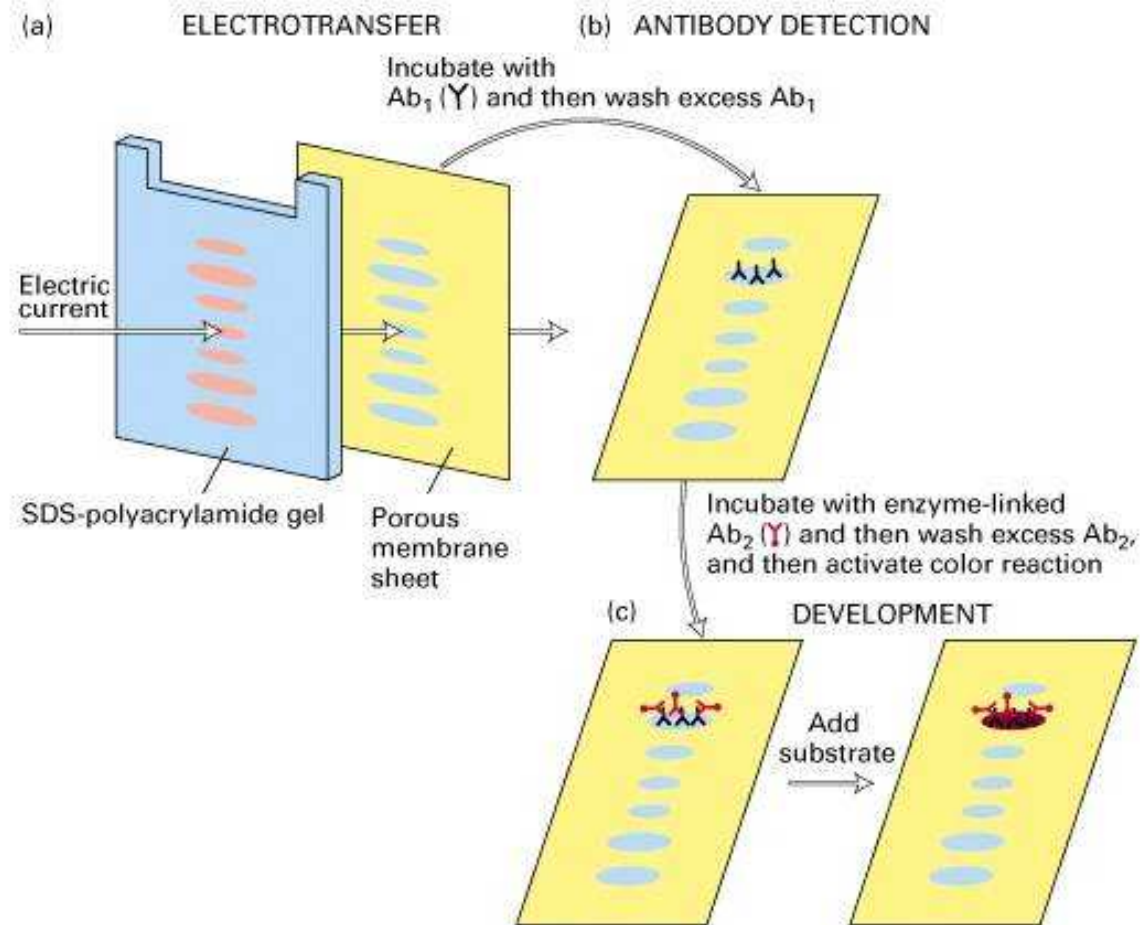 (a) ELECTROTRANSFER
(b) ANTIBODY DETECTION
Incubate with
Ab₁ (Y) and then wash excess Ab₁
Electric
current
SDS-polyacrylamide gel
Porous
membrane
sheet
Incubate with enzyme-linked
Ab₂ (Y) and then wash excess Ab₂,
and then activate color reaction
(c) DEVELOPMENT
Add
substrate